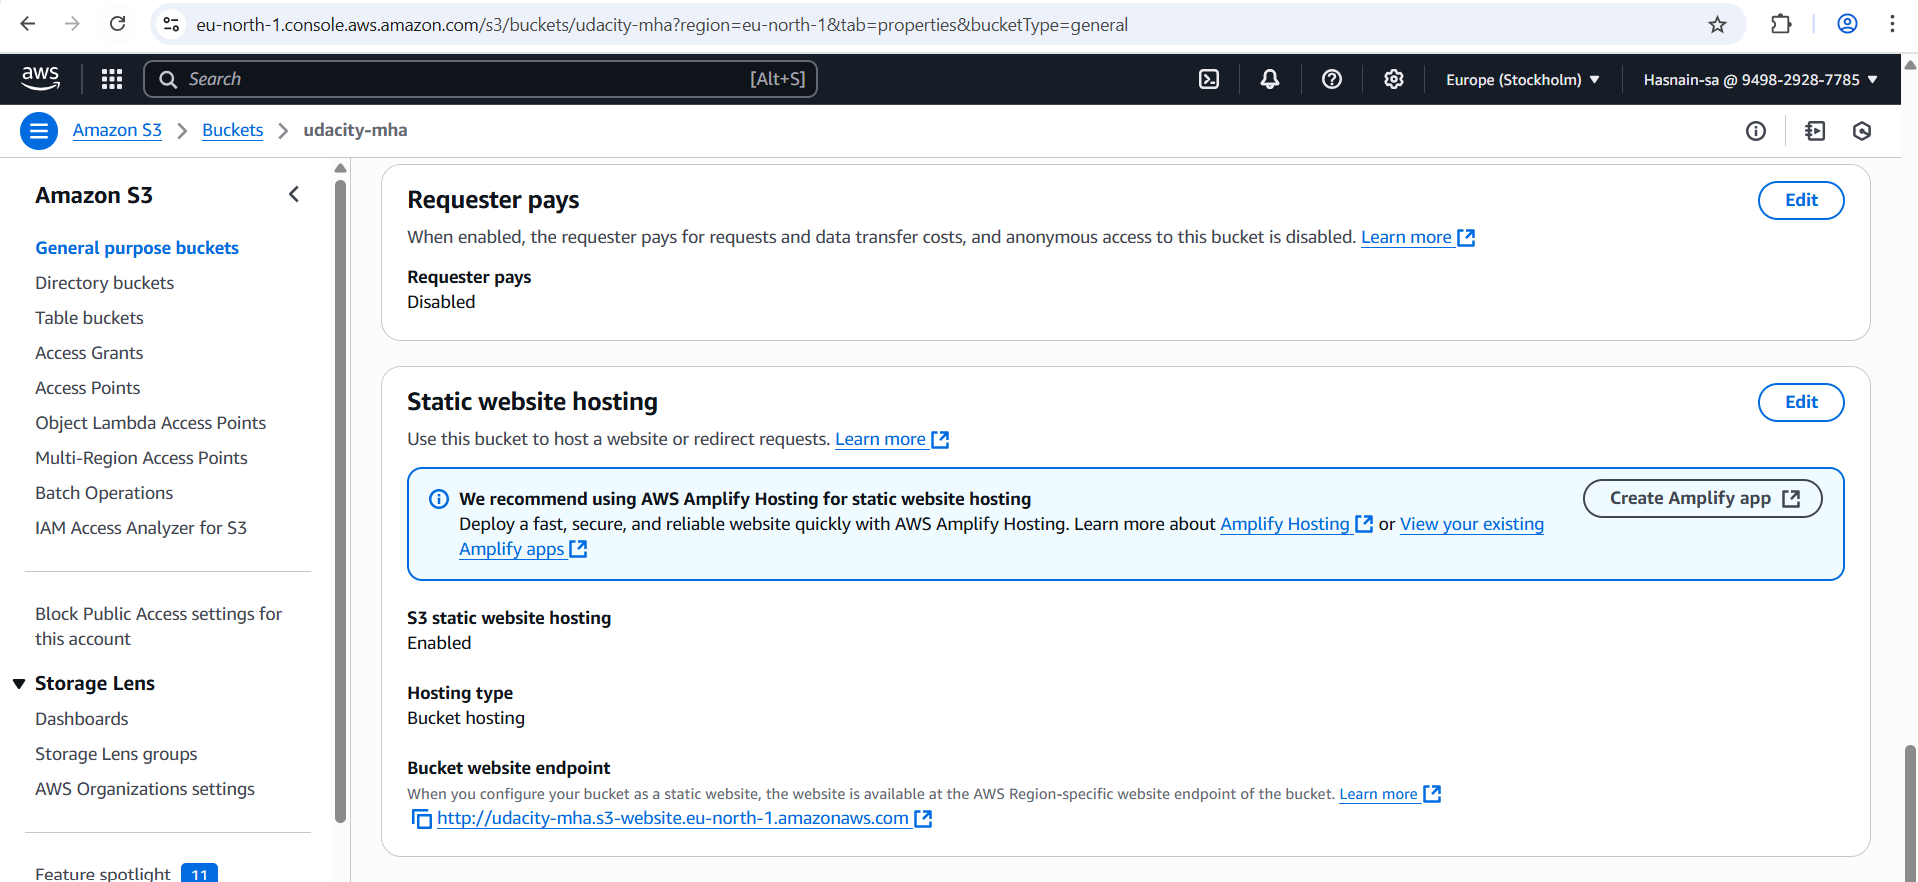 eu-north-1.console.aws.amazon.com/s3/buckets/udacity-mha?region=eu-north-1&tab=properties&bucketType=general
aws
Search
[Alt+S]
Europe (Stockholm)
Hasnain-sa @ 9498-2928-7785
Amazon S3
Buckets
udacity-mha
Amazon S3
General purpose buckets
Directory buckets
Table buckets
Access Grants
Access Points
Object Lambda Access Points
Multi-Region Access Points
Batch Operations
IAM Access Analyzer for S3
Block Public Access settings for
this account
Storage Lens
Dashboards
Storage Lens groups
AWS Organizations settings
Feature spotlight 11
Requester pays
Edit
When enabled, the requester pays for requests and data transfer costs, and anonymous access to this bucket is disabled. Learn more
Requester pays
Disabled
Static website hosting
Edit
Use this bucket to host a website or redirect requests. Learn more
We recommend using AWS Amplify Hosting for static website hosting
Deploy a fast, secure, and reliable website quickly with AWS Amplify Hosting. Learn more about Amplify Hosting or View your existing
Amplify apps
Create Amplify app
S3 static website hosting
Enabled
Hosting type
Bucket hosting
Bucket website endpoint
When you configure your bucket as a static website, the website is available at the AWS Region-specific website endpoint of the bucket. Learn more
http://udacity-mha.s3-website.eu-north-1.amazonaws.com